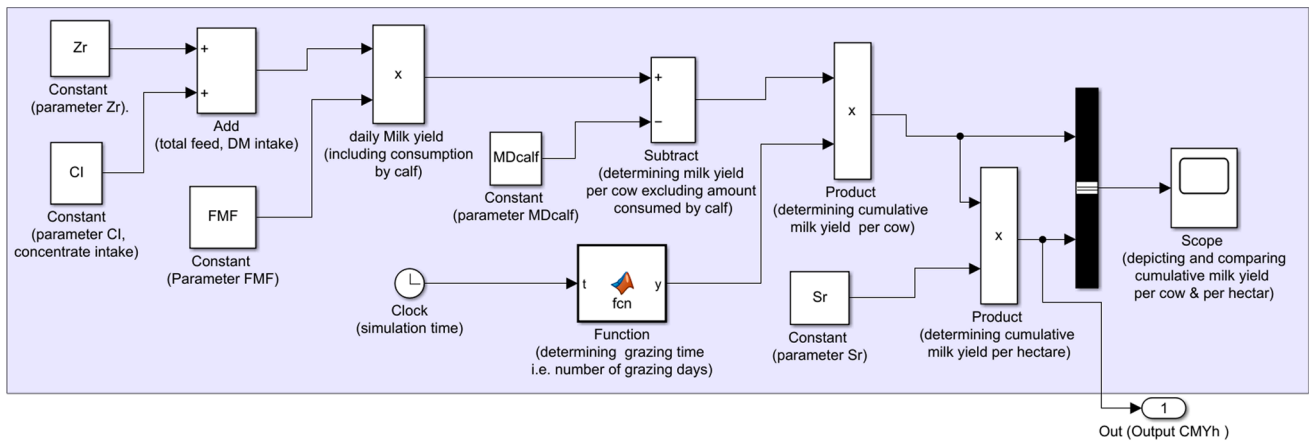 Zr
Constant
(parameter Zr).
+
+
Add
(total feed, DM intake)
x
daily Milk yield
(including consumption
by calf)
CI
Constant
(parameter CI,
concentrate intake)
FMF
Constant
(Parameter FMF)
MDcalf
Constant
(parameter MDcalf)
+
−
Subtract
(determining milk yield
per cow excluding amount
consumed by calf)
x
Product
(determining cumulative
milk yield per cow)
Clock
(simulation time)
t
y
fcn
Function
(determining grazing time
i.e. number of grazing days)
Sr
Constant
(parameter Sr)
x
Product
(determining cumulative
milk yield per hectare)
Scope
(depicting and comparing
cumulative milk yield
per cow & per hectar)
1
Out (Output CMYh )